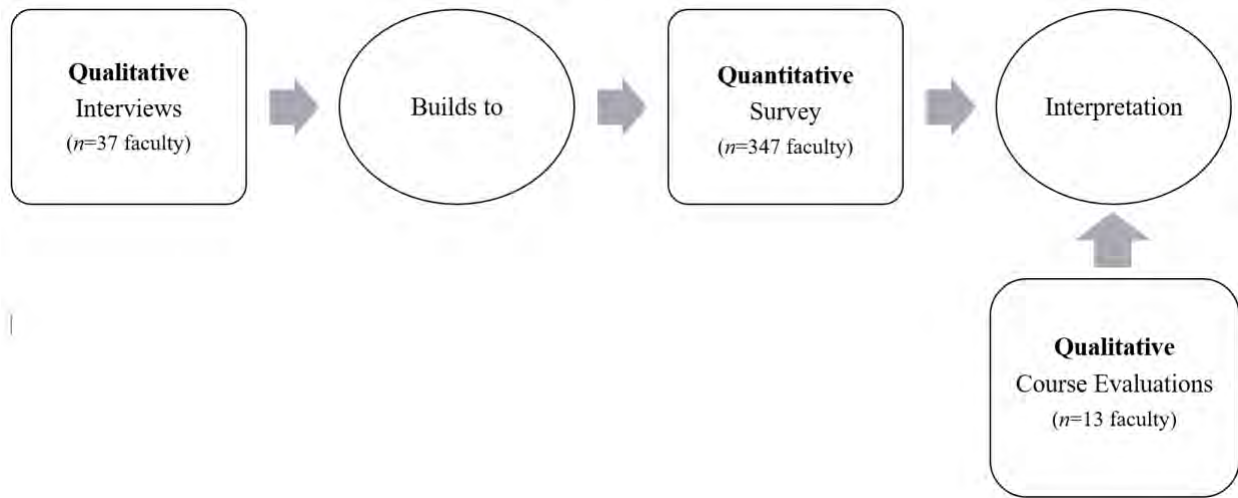 Qualitative
Interviews
(n=37 faculty)
Builds to
Quantitative
Survey
(n=347 faculty)
Interpretation
Qualitative
Course Evaluations
(n=13 faculty)